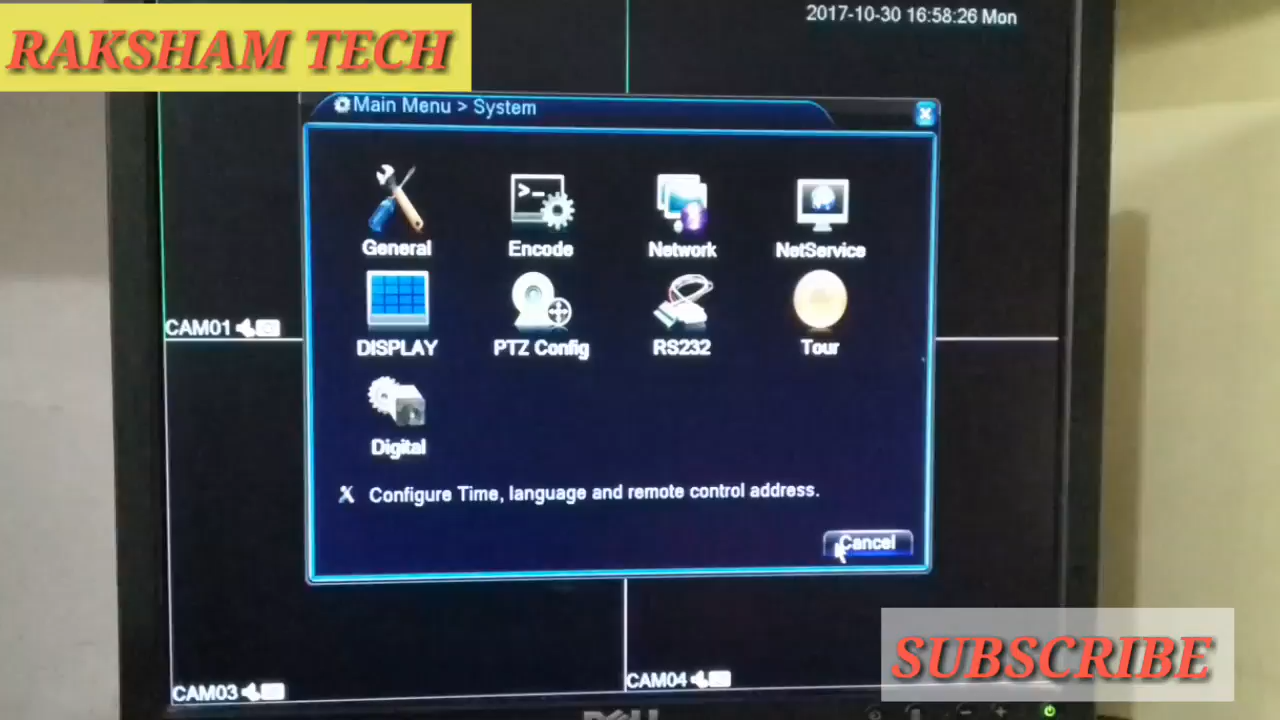 RAKSHAM TECH
2017-10-30 16:58:26 Mon
Main Menu > System
General
Encode
Network
NetService
DISPLAY
PTZ Config
RS232
Tour
Digital
Configure Time, language and remote control address.
Cancel
CAM01
CAM03
CAM04
SUBSCRIBE
DELL